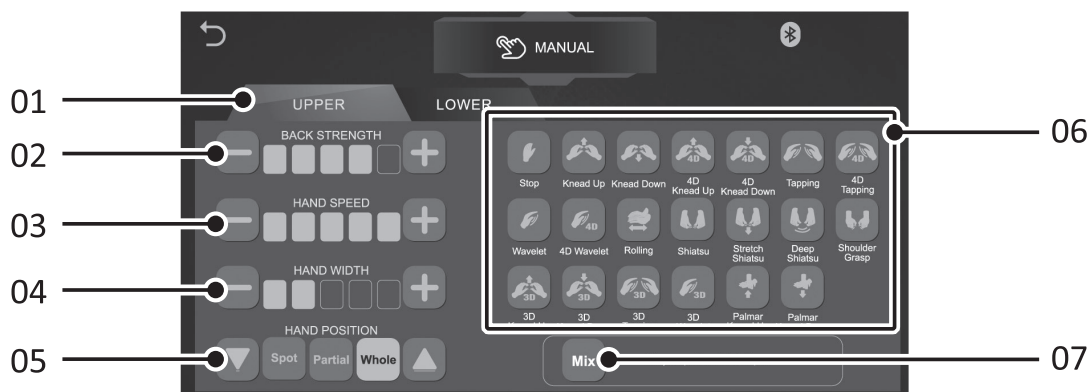 MANUAL
01
UPPER
LOWER
02
BACK STRENGTH
03
HAND SPEED
04
HAND WIDTH
05
HAND POSITION
Spot Partial Whole
06
Stop Knead Up Knead Down 4D Knead Up 4D Knead Down Tapping 4D Tapping
Wavelet 4D Wavelet Rolling Shiatsu Stretch Shiatsu Deep Shiatsu Shoulder Grasp
3D 3D 3D 3D Palmar Palmar
Mix
07